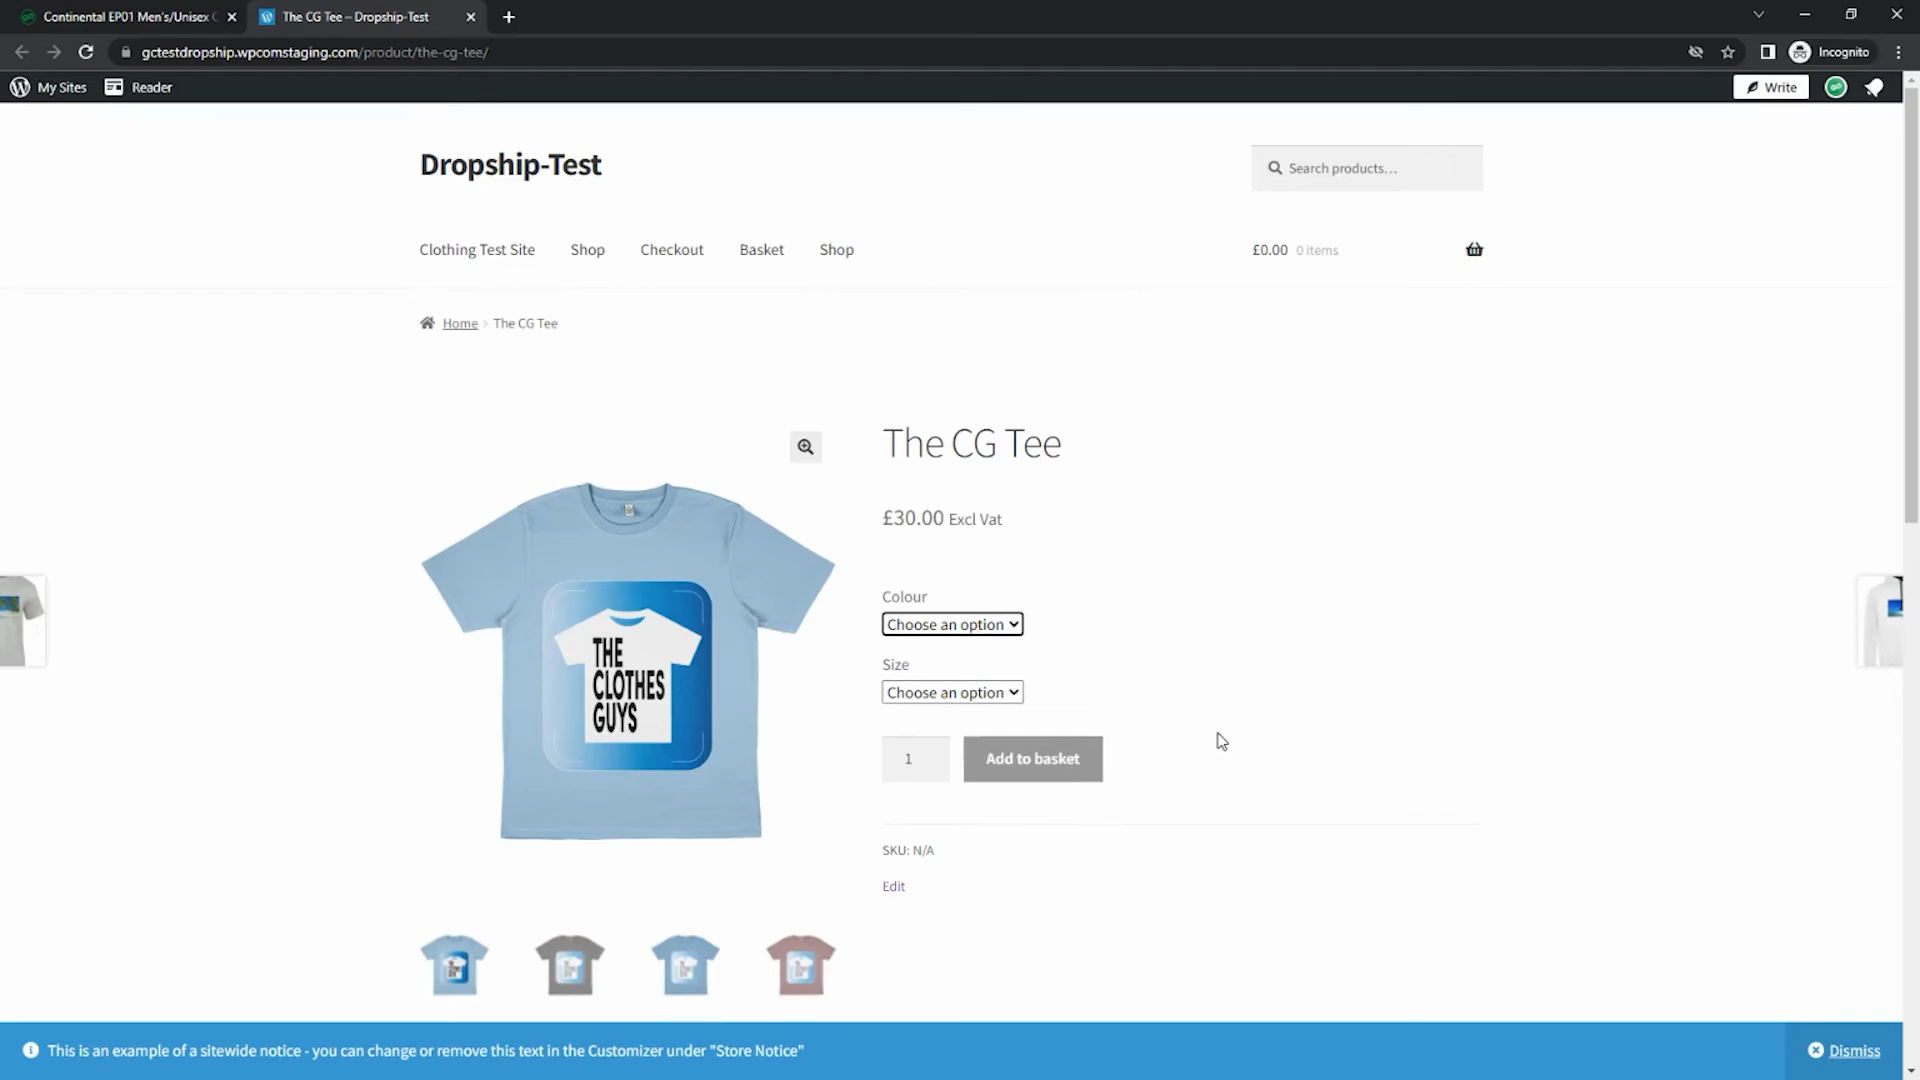 Continental EP01 Men's/Unisex
The CG Tee – Dropship-Test
gctestdropship.wpcomstaging.com/product/the-cg-tee/
Incognito
My Sites
Reader
Write
Dropship-Test
Search products…
Clothing Test Site
Shop
Checkout
Basket
Shop
£0.00 0 items
Home
The CG Tee
The CG Tee
£30.00 Excl Vat
THE
CLOTHES
GUYS
Colour
Choose an option
Size
Choose an option
1
Add to basket
SKU: N/A
Edit
This is an example of a sitewide notice - you can change or remove this text in the Customizer under "Store Notice"
Dismiss